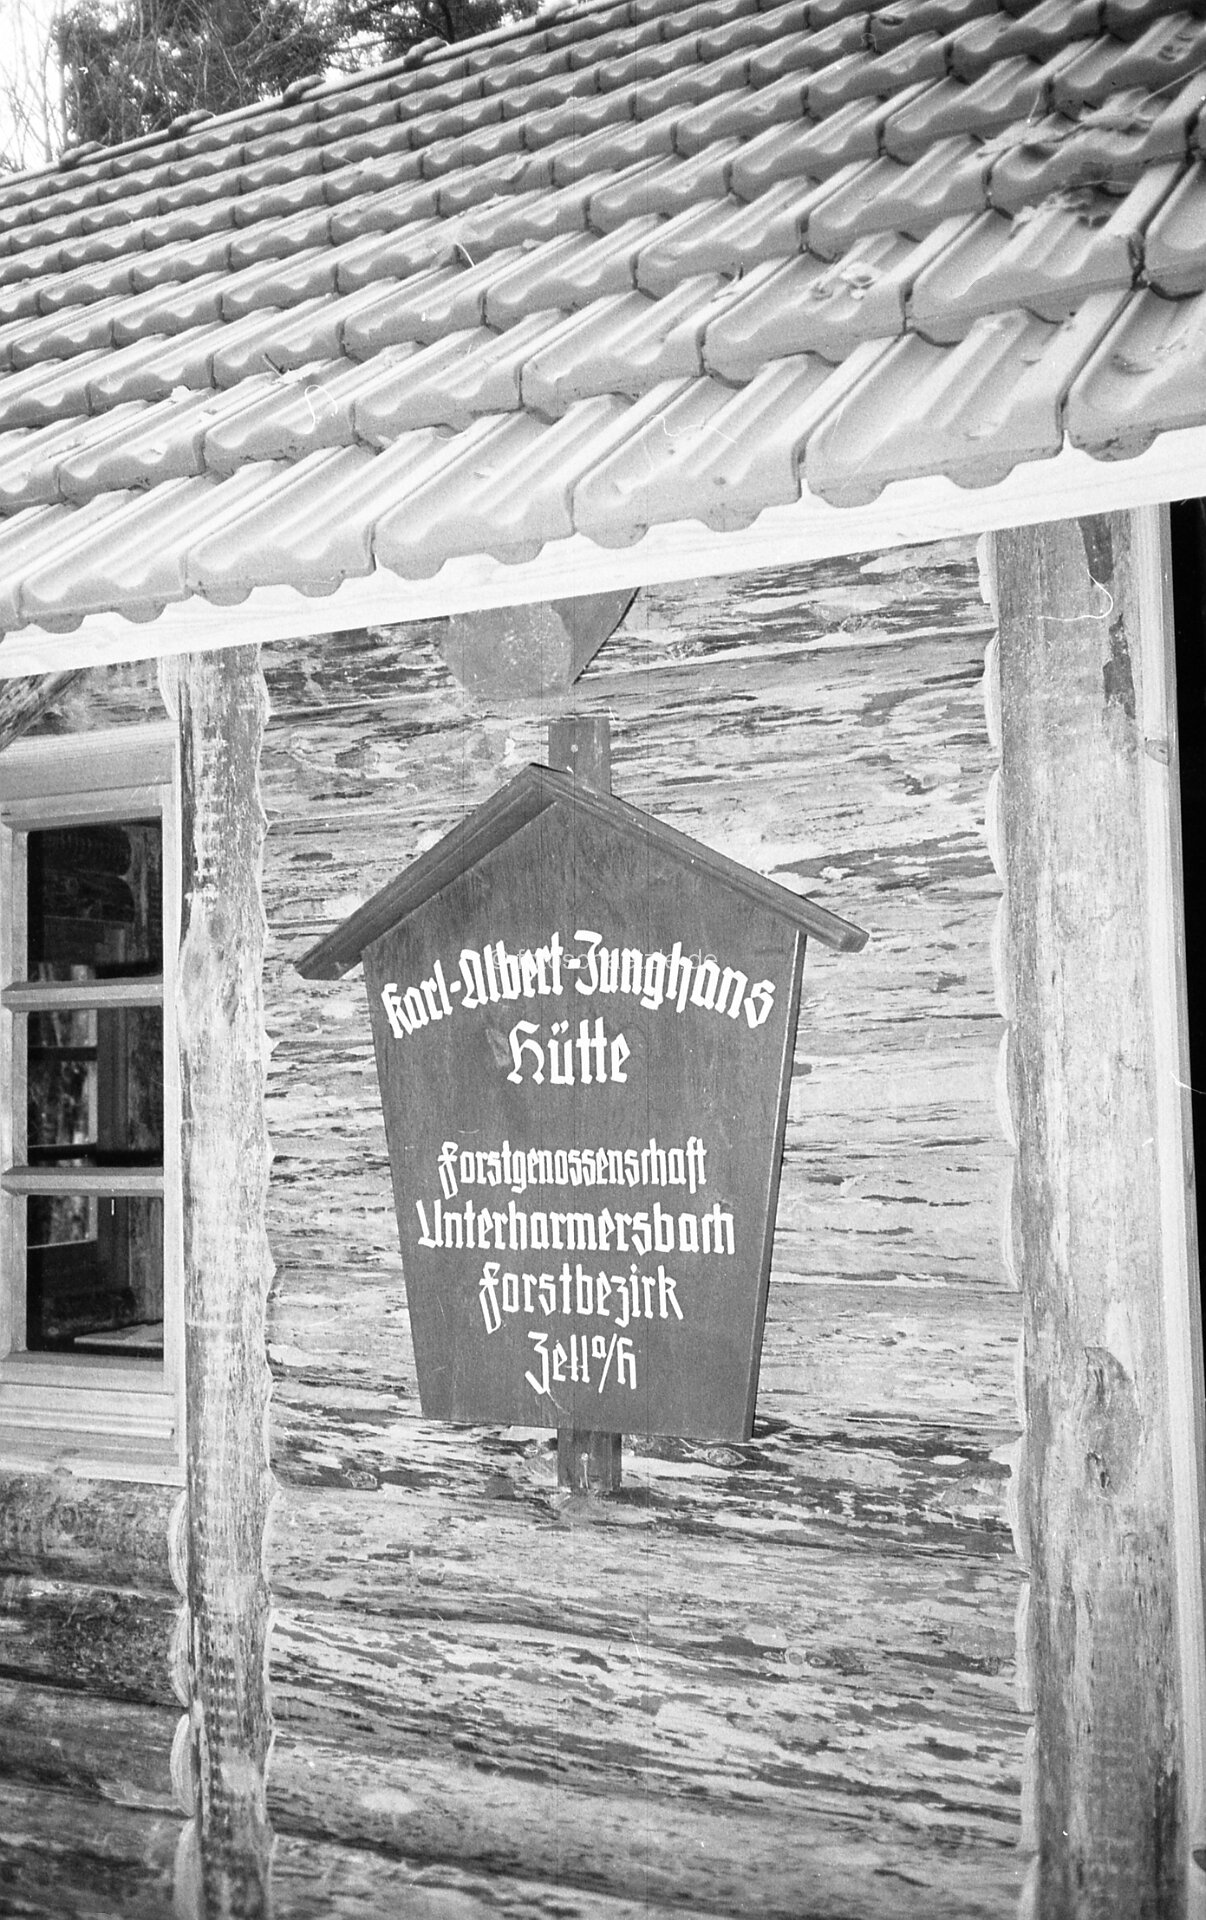 Karl-Albert-Junghans
Hütte
Forstgenossenschaft
Unterharmersbach
Forstbezirk
Zell a/H